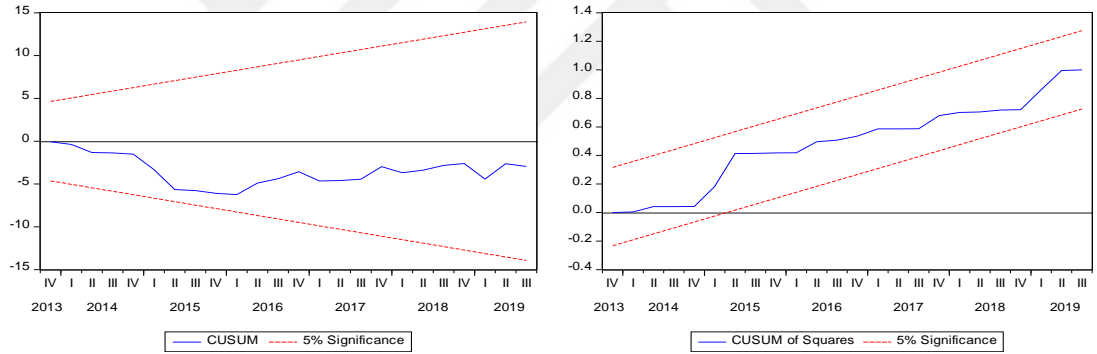 15
10
5
0
-5
-10
-15
IV I II III IV I II III IV I II III IV I II III IV I II III IV I II III
2013 2014 2015 2016 2017 2018 2019
CUSUM 5% Significance
1.4
1.2
1.0
0.8
0.6
0.4
0.2
0.0
-0.2
-0.4
IV I II III IV I II III IV I II III IV I II III IV I II III IV I II III
2013 2014 2015 2016 2017 2018 2019
CUSUM of Squares 5% Significance